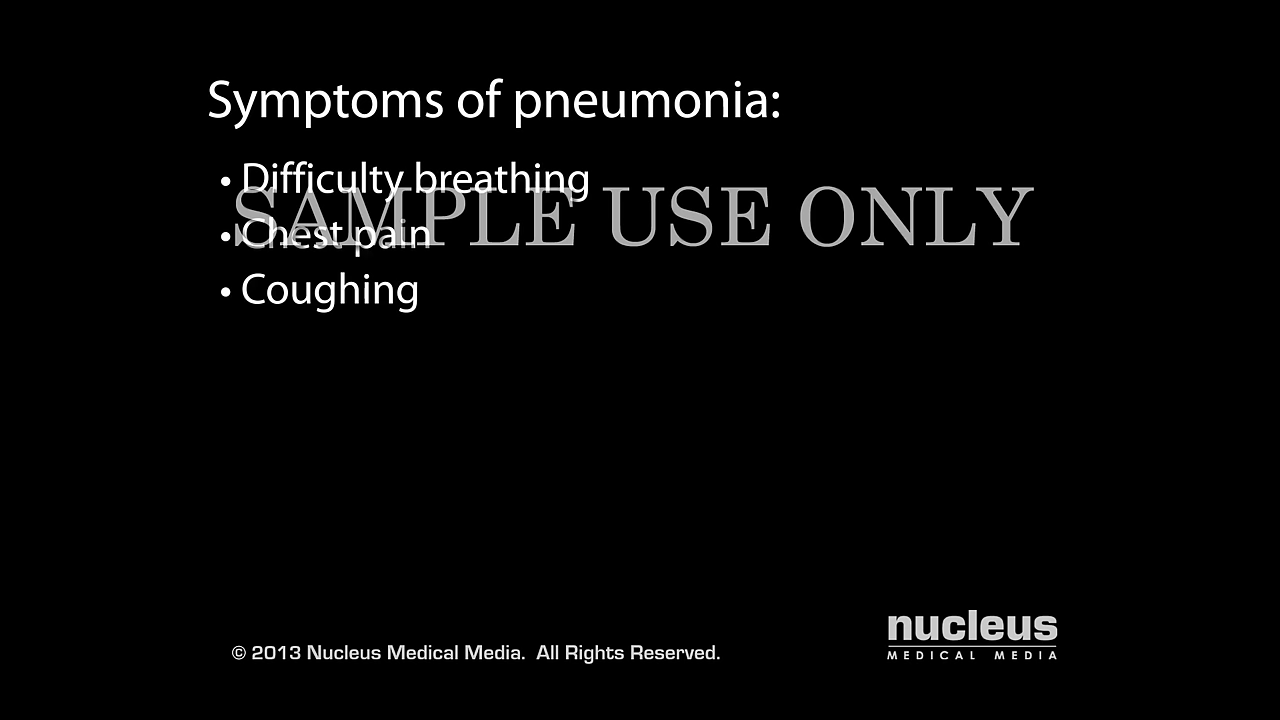 Symptoms of pneumonia:
• Difficulty breathing
SAMPLE USE ONLY
• Chest pain
• Coughing
nucleus
MEDICAL MEDIA
© 2013 Nucleus Medical Media. All Rights Reserved.